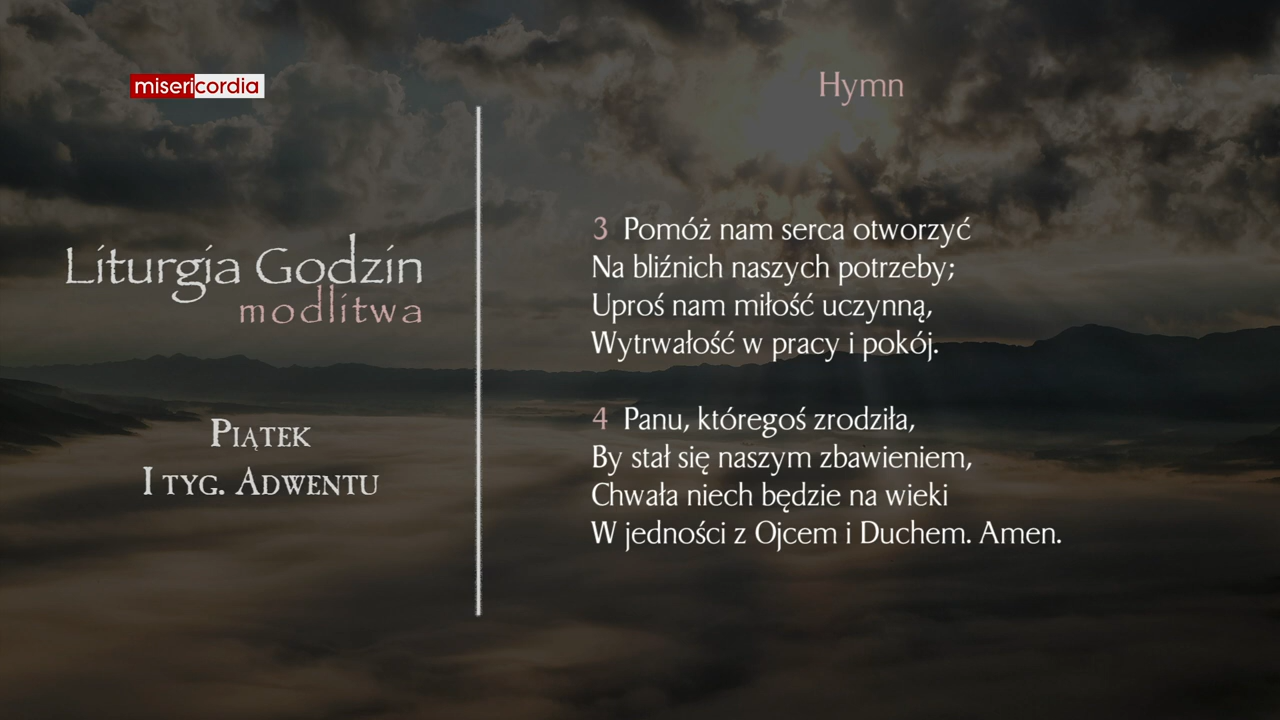 misericordia
Liturgia Godzin
modlitwa
Piątek
I tyg. Adwentu
Hymn
3 Pomóż nam serca otworzyć
Na bliźnich naszych potrzeby;
Uproś nam miłość uczynną,
Wytrwałość w pracy i pokój.
4 Panu, któregoś zrodziła,
By stał się naszym zbawieniem,
Chwała niech będzie na wieki
W jedności z Ojcem i Duchem. Amen.